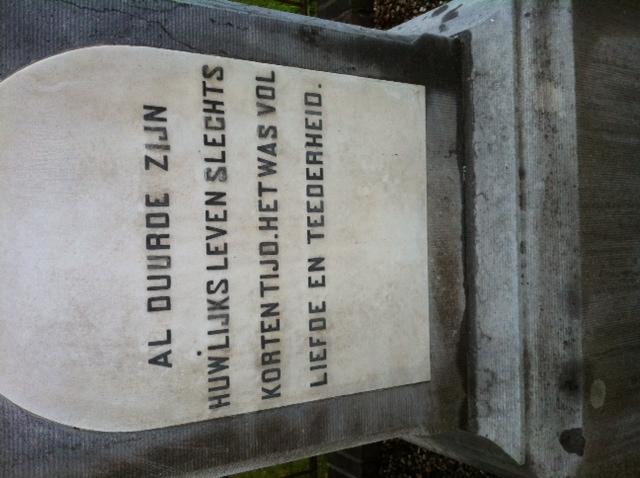 AL DUURDE ZIJN
HUWLIJKS LEVEN SLECHTS
KORTEN TIJD. HET WAS VOL
LIEFDE EN TEEDERHEID.